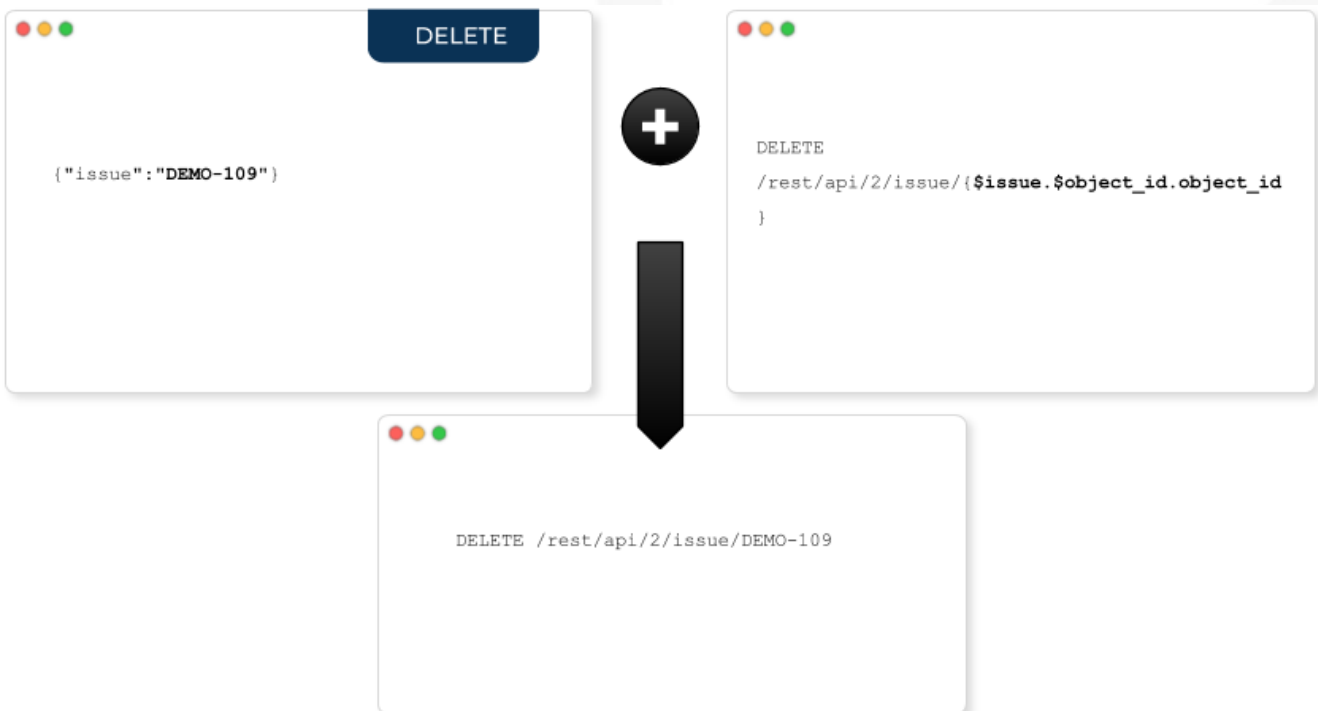 DELETE
{"issue":"DEMO-109"}
DELETE
/rest/api/2/issue/{$issue.$object_id.object_id
}
DELETE /rest/api/2/issue/DEMO-109